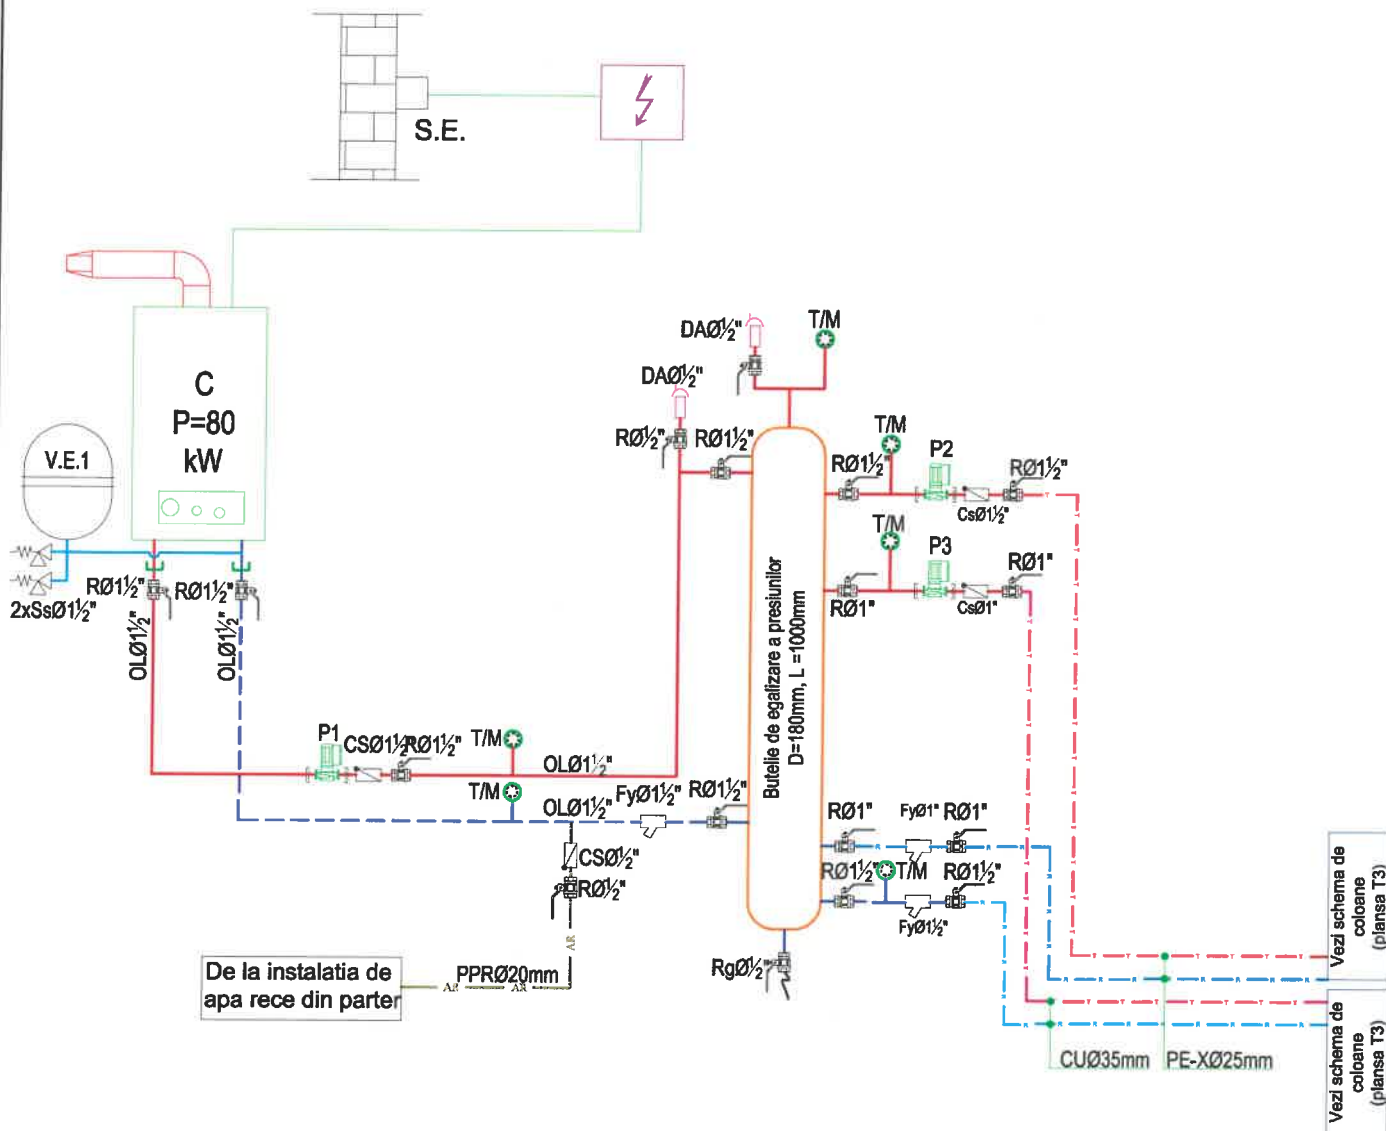 S.E.
C
P=80
kW
V.E.1
2xSsØ1½"
RØ1½"
RØ1½"
OLØ1½"
OLØ1½"
P1
CSØ1½"
RØ1½"
T/M
OLØ1½"
T/M
OLØ1½"
FyØ1½"
RØ1½"
CSØ½"
RØ½"
AR
De la instalatia de
apa rece din parter
PPRØ20mm
AR
AR
DAØ½"
T/M
DAØ½"
RØ½"
RØ1½"
Butelie de egalizare a presiunilor
D=180mm, L =1000mm
RgØ½"
T/M
P2
RØ1½"
RØ1½"
CsØ1½"
T/M
P3
RØ1"
RØ1"
CsØ1"
RØ1"
FyØ1"
RØ1"
RØ1½"
T/M
RØ1½"
FyØ1½"
Vezi schema de
coloane
(plansa T3)
Vezi schema de
coloane
(plansa T3)
CUØ35mm
PE-XØ25mm